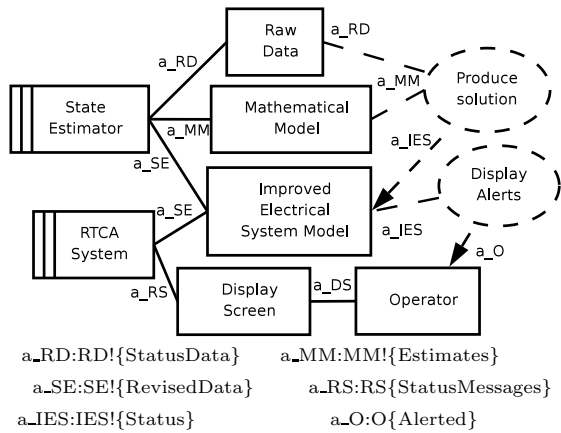 Raw
Data
a_RD
a_RD
a_MM
Produce
solution
State
Estimator
a_MM
Mathematical
Model
a_IES
a_SE
Display
Alerts
Improved
Electrical
System Model
a_SE
a_IES
RTCA
System
a_O
a_RS
Display
Screen
a_DS
Operator
a_RD:RD!{StatusData}
a_MM:MM!{Estimates}
a_SE:SE!{RevisedData}
a_RS:RS{StatusMessages}
a_IES:IES!{Status}
a_O:O{Alerted}